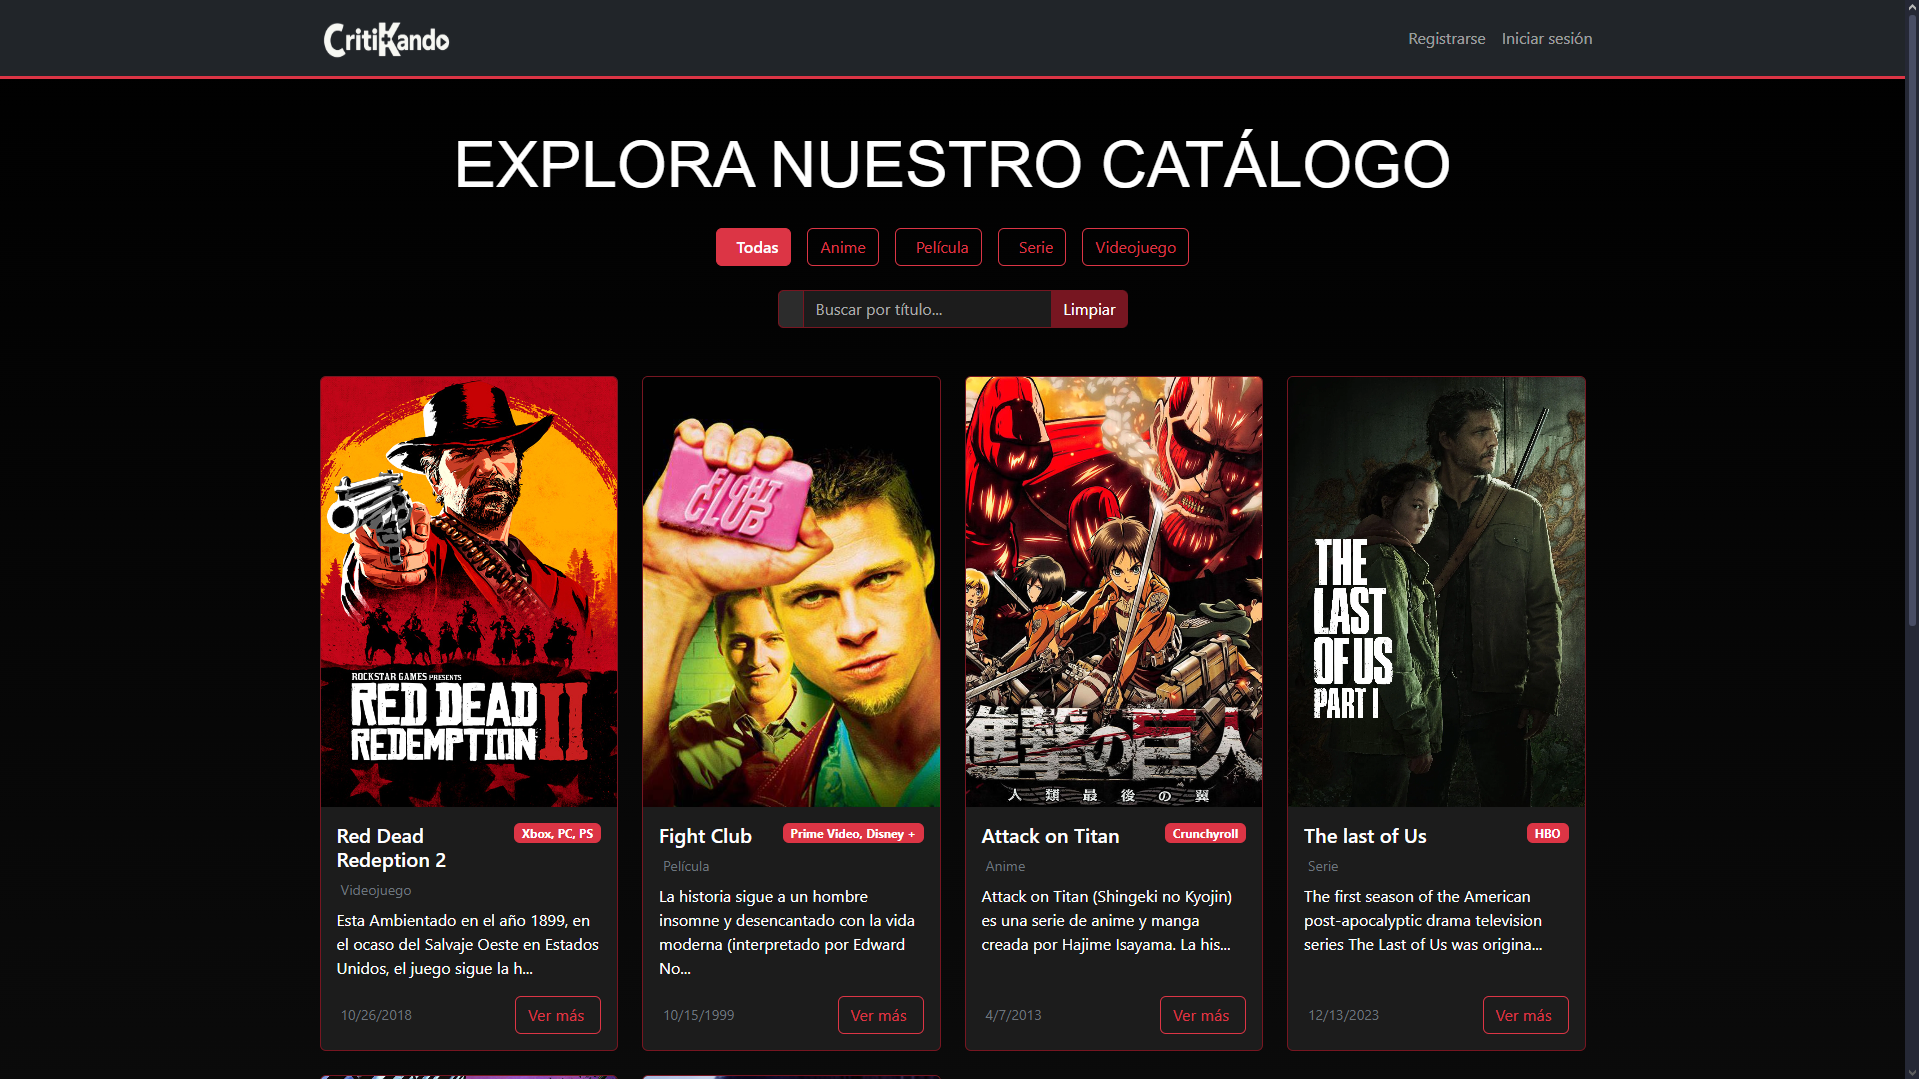 CritiKando
Registrarse
Iniciar sesión
EXPLORA NUESTRO CATÁLOGO
Todas
Anime
Película
Serie
Videojuego
Buscar por título...
Limpiar
ROCKSTAR GAMES PRESENTS
RED DEAD
REDEMPTION II
Red Dead
Redeption 2
Xbox, PC, PS
Videojuego
Esta Ambientado en el año 1899, en
el ocaso del Salvaje Oeste en Estados
Unidos, el juego sigue la h...
10/26/2018
Ver más
FIGHT
CLUB
Fight Club
Prime Video, Disney +
Película
La historia sigue a un hombre
insomne y desencantado con la vida
moderna (interpretado por Edward
No...
10/15/1999
Ver más
進撃の巨人
人類最後の翼
Attack on Titan
Crunchyroll
Anime
Attack on Titan (Shingeki no Kyojin)
es una serie de anime y manga
creada por Hajime Isayama. La his...
4/7/2013
Ver más
THE
LAST
OF US
PART I
The last of Us
HBO
Serie
The first season of the American
post-apocalyptic drama television
series The Last of Us was origina...
12/13/2023
Ver más